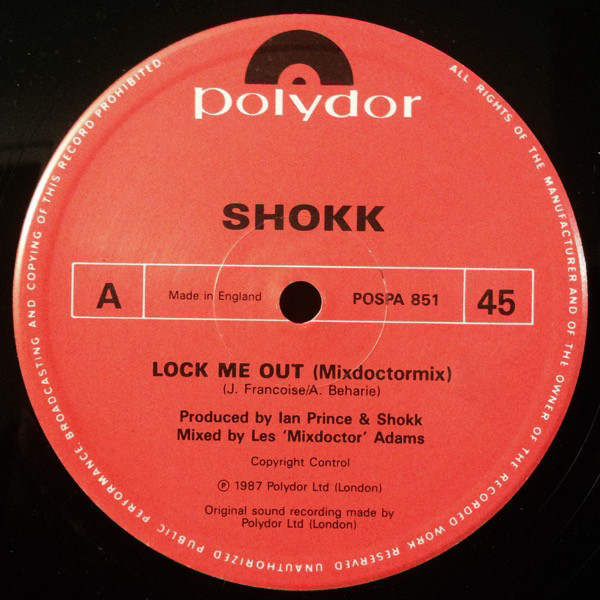 polydor
SHOKK
A
Made in England
POSPA 851
45
LOCK ME OUT (Mixdoctormix)
(J. Francoise/A. Beharie)
Produced by Ian Prince & Shokk
Mixed by Les 'Mixdoctor' Adams
Copyright Control
Ⓟ 1987 Polydor Ltd (London)
Original sound recording made by
Polydor Ltd (London)
ALL RIGHTS OF THE MANUFACTURER AND OF THE OWNER OF THE RECORDED WORK RESERVED UNAUTHORIZED PUBLIC PERFORMANCE, BROADCASTING AND COPYING OF THIS RECORD PROHIBITED